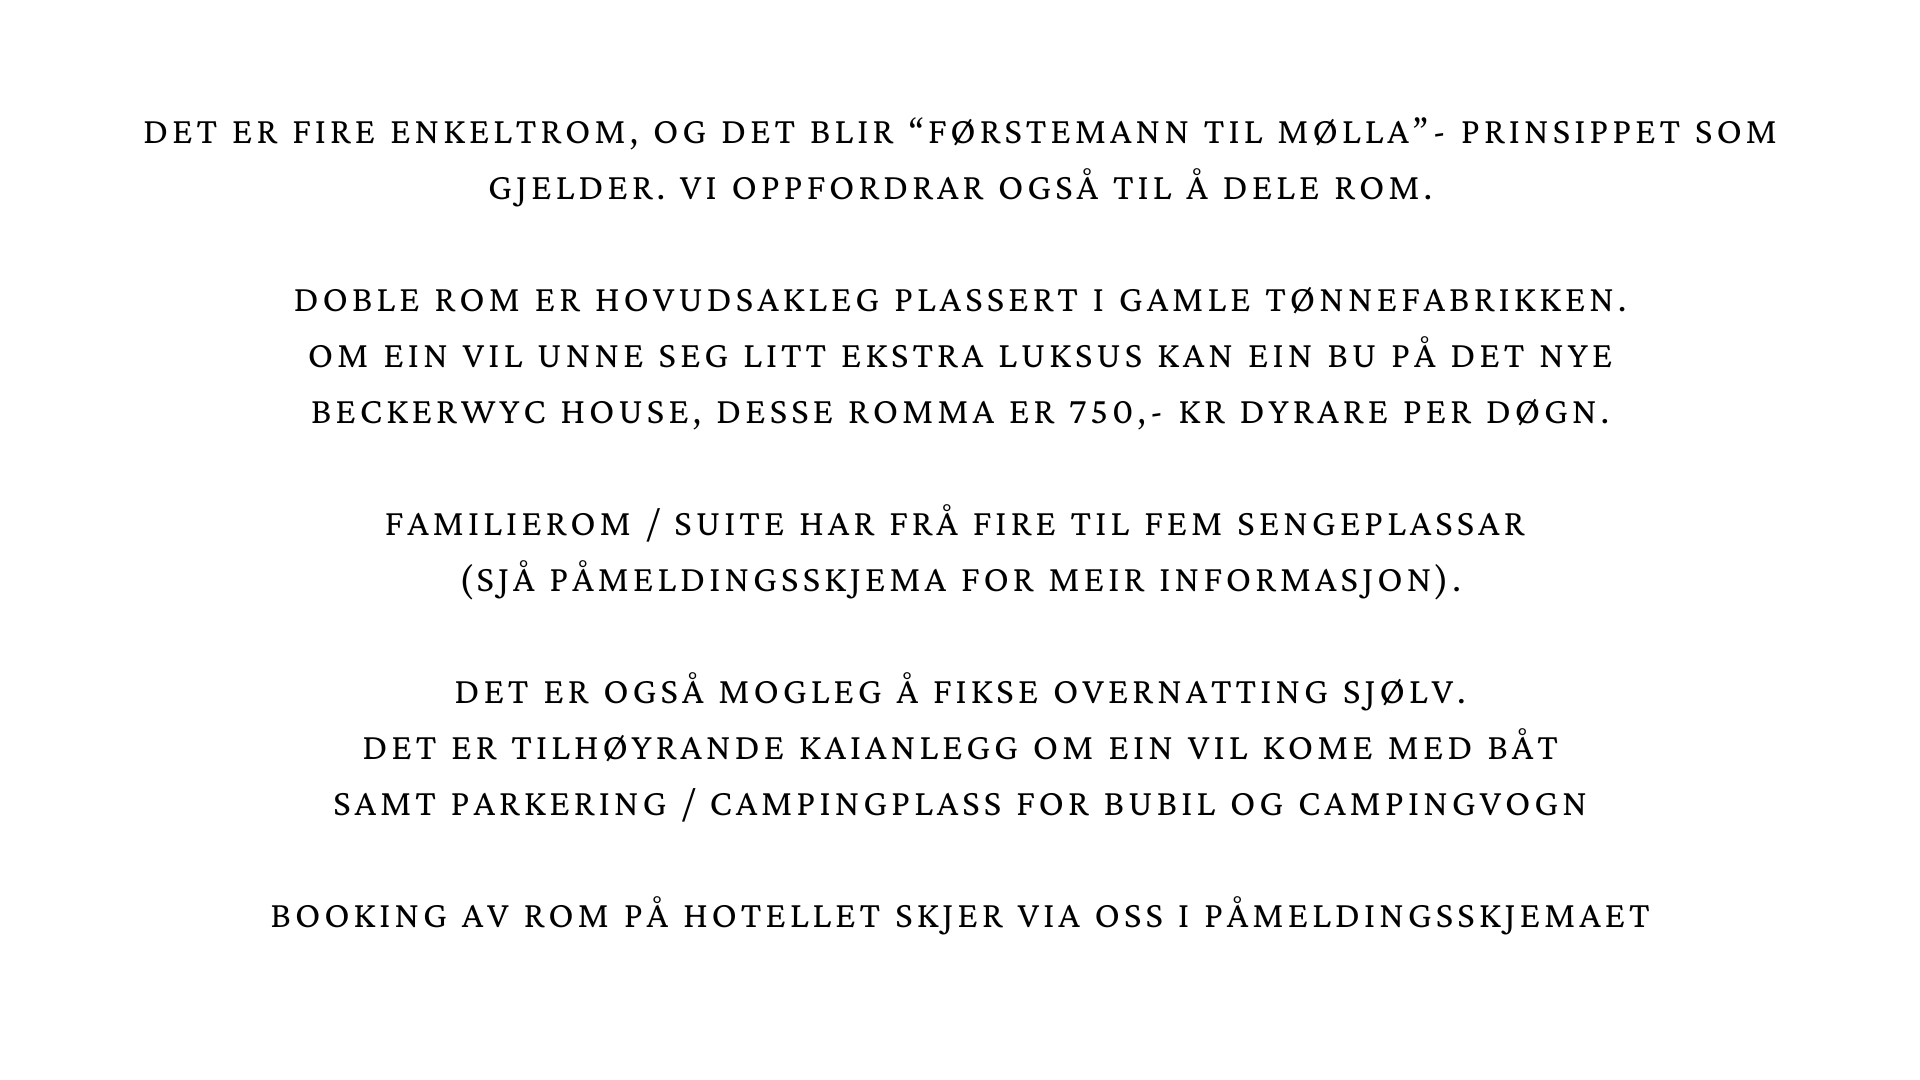 DET ER FIRE ENKELTROM, OG DET BLIR “FØRSTEMANN TIL MØLLA”- PRINSIPPET SOM
GJELDER. VI OPPFORDRAR OGSÅ TIL Å DELE ROM.
DOBLE ROM ER HOVUDSAKLEG PLASSERT I GAMLE TØNNEFABRIKKEN.
OM EIN VIL UNNE SEG LITT EKSTRA LUKSUS KAN EIN BU PÅ DET NYE
BECKERWYC HOUSE, DESSE ROMMA ER 750,- KR DYRARE PER DØGN.
FAMILIEROM / SUITE HAR FRÅ FIRE TIL FEM SENGEPLASSAR
(SJÅ PÅMELDINGSSKJEMA FOR MEIR INFORMASJON).
DET ER OGSÅ MOGLEG Å FIKSE OVERNATTING SJØLV.
DET ER TILHØYRANDE KAIANLEGG OM EIN VIL KOME MED BÅT
SAMT PARKERING / CAMPINGPLASS FOR BUBIL OG CAMPINGVOGN
BOOKING AV ROM PÅ HOTELLET SKJER VIA OSS I PÅMELDINGSSKJEMAET